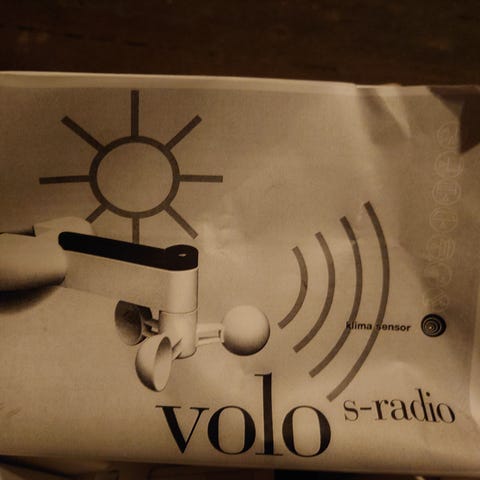 klima sensor
volo s-radio